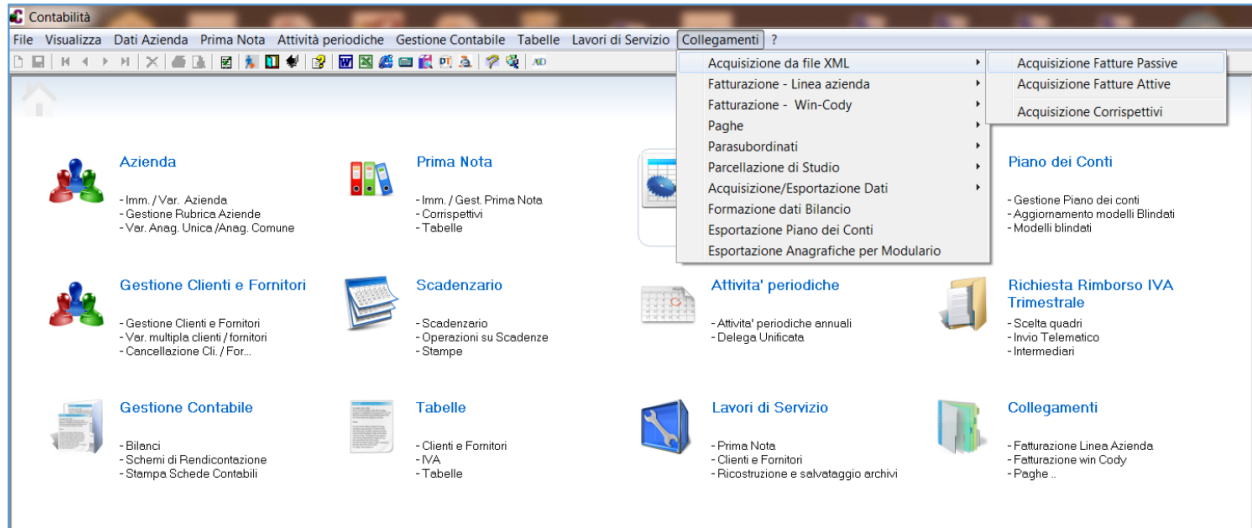 Contabilità
File Visualizza Dati Azienda Prima Nota Attività periodiche Gestione Contabile Tabelle Lavori di Servizio Collegamenti ?
Acquisizione da file XML
Fatturazione - Linea azienda
Fatturazione - Win-Cody
Paghe
Parasubordinati
Parcellazione di Studio
Acquisizione/Esportazione Dati
Formazione dati Bilancio
Esportazione Piano dei Conti
Esportazione Anagrafiche per Modulario
Acquisizione Fatture Passive
Acquisizione Fatture Attive
Acquisizione Corrispettivi
Azienda
- Imm. / Var. Azienda
- Gestione Rubrica Aziende
- Var. Anag. Unica /Anag. Comune
Prima Nota
- Imm. / Gest. Prima Nota
- Corrispettivi
- Tabelle
Piano dei Conti
- Gestione Piano dei conti
- Aggiornamento modelli Blindati
- Modelli blindati
Gestione Clienti e Fornitori
- Gestione Clienti e Fornitori
- Var. multipla clienti / fornitori
- Cancellazione Cli. / For...
Scadenzario
- Scadenzario
- Operazioni su Scadenze
- Stampe
Attivita' periodiche
- Attivita' periodiche annuali
- Delega Unificata
Richiesta Rimborso IVA
Trimestrale
- Scelta quadri
- Invio Telematico
- Intermediari
Gestione Contabile
- Bilanci
- Schemi di Rendicontazione
- Stampa Schede Contabili
Tabelle
- Clienti e Fornitori
- IVA
- Tabelle
Lavori di Servizio
- Prima Nota
- Clienti e Fornitori
- Ricostruzione e salvataggio archivi
Collegamenti
- Fatturazione Linea Azienda
- Fatturazione win Cody
- Paghe ..